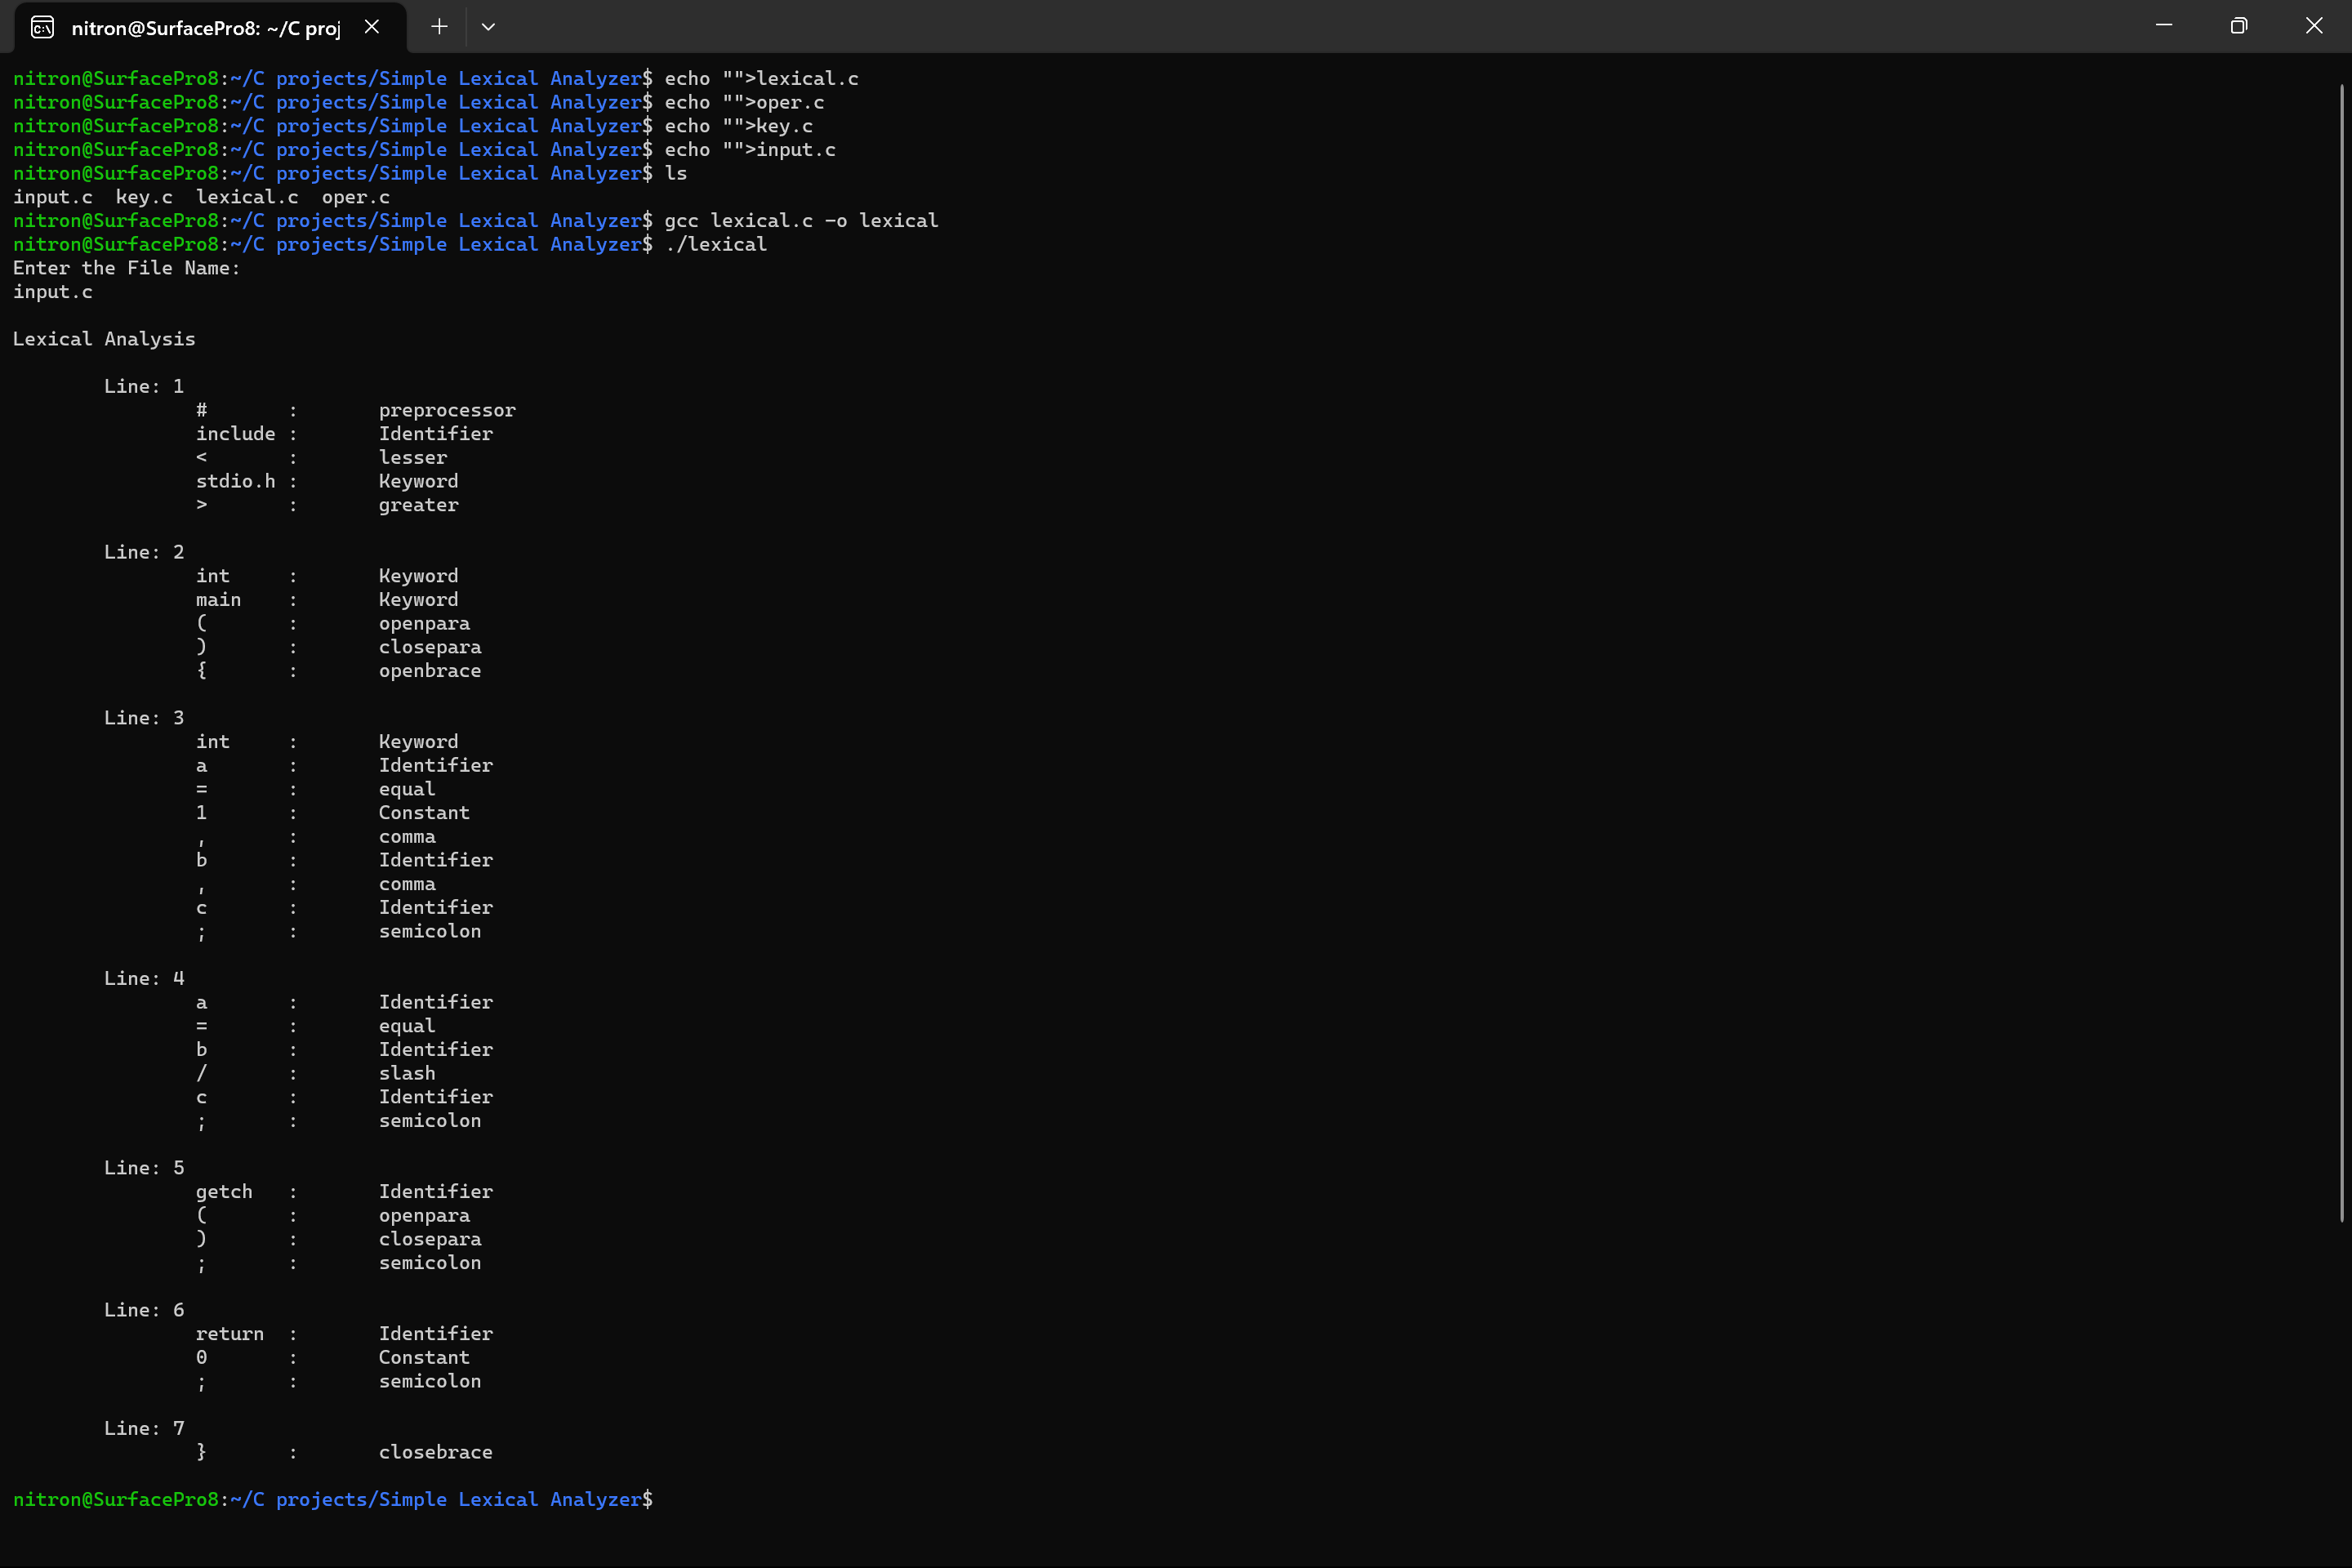 nitron@SurfacePro8: ~/C proj
nitron@SurfacePro8:~/C projects/Simple Lexical Analyzer$ echo "">lexical.c
nitron@SurfacePro8:~/C projects/Simple Lexical Analyzer$ echo "">oper.c
nitron@SurfacePro8:~/C projects/Simple Lexical Analyzer$ echo "">key.c
nitron@SurfacePro8:~/C projects/Simple Lexical Analyzer$ echo "">input.c
nitron@SurfacePro8:~/C projects/Simple Lexical Analyzer$ ls
input.c  key.c  lexical.c  oper.c
nitron@SurfacePro8:~/C projects/Simple Lexical Analyzer$ gcc lexical.c -o lexical
nitron@SurfacePro8:~/C projects/Simple Lexical Analyzer$ ./lexical
Enter the File Name:
input.c
Lexical Analysis
Line: 1
# : preprocessor
include : Identifier
< : lesser
stdio.h : Keyword
> : greater
Line: 2
int : Keyword
main : Keyword
( : openpara
) : closepara
{ : openbrace
Line: 3
int : Keyword
a : Identifier
= : equal
1 : Constant
, : comma
b : Identifier
, : comma
c : Identifier
; : semicolon
Line: 4
a : Identifier
= : equal
b : Identifier
/ : slash
c : Identifier
; : semicolon
Line: 5
getch : Identifier
( : openpara
) : closepara
; : semicolon
Line: 6
return : Identifier
0 : Constant
; : semicolon
Line: 7
} : closebrace
nitron@SurfacePro8:~/C projects/Simple Lexical Analyzer$